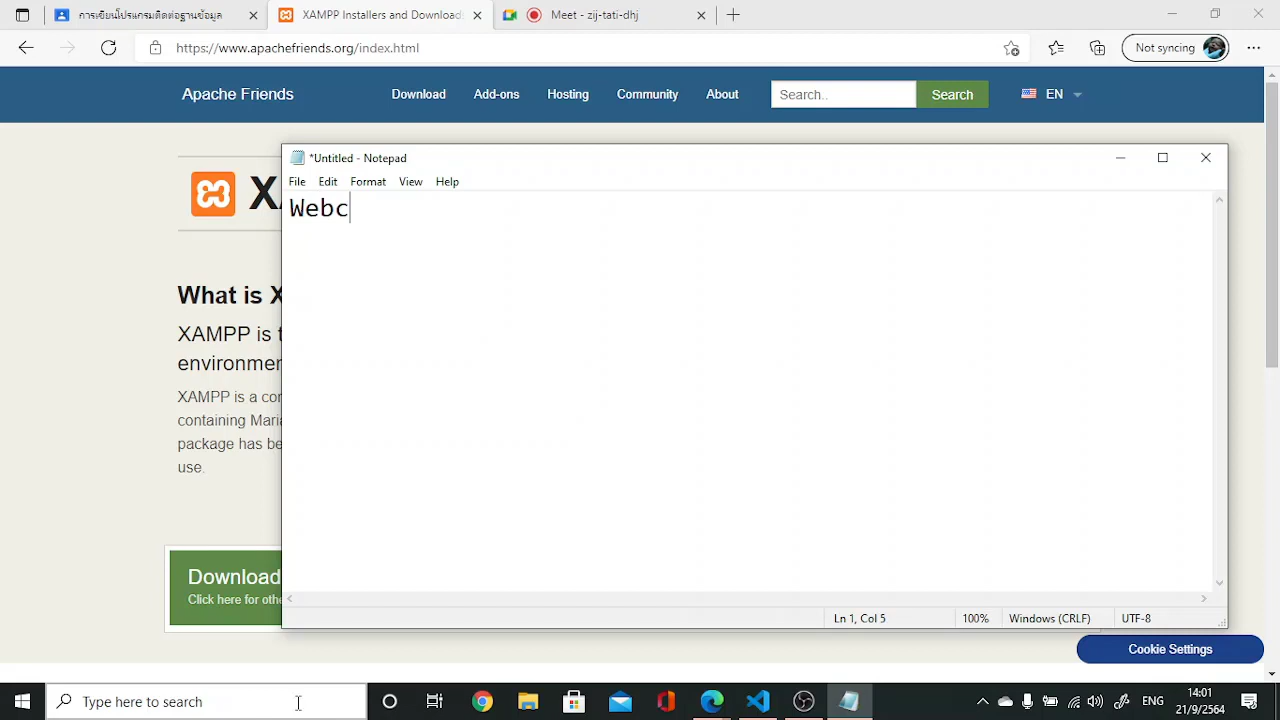 การเขียนโปรแกรมติดต่อฐานข้อมูล
XAMPP Installers and Downloads
Meet - zij-tati-dhj
https://www.apachefriends.org/index.html
Not syncing
Apache Friends
Download
Add-ons
Hosting
Community
About
Search..
Search
EN
*Untitled - Notepad
File Edit Format View Help
Webc
What is X
XAMPP is t
environmen
XAMPP is a con
containing Maria
package has be
use.
Download
Click here for othe
Ln 1, Col 5
100%
Windows (CRLF)
UTF-8
Cookie Settings
Type here to search
ENG
14:01
21/9/2564